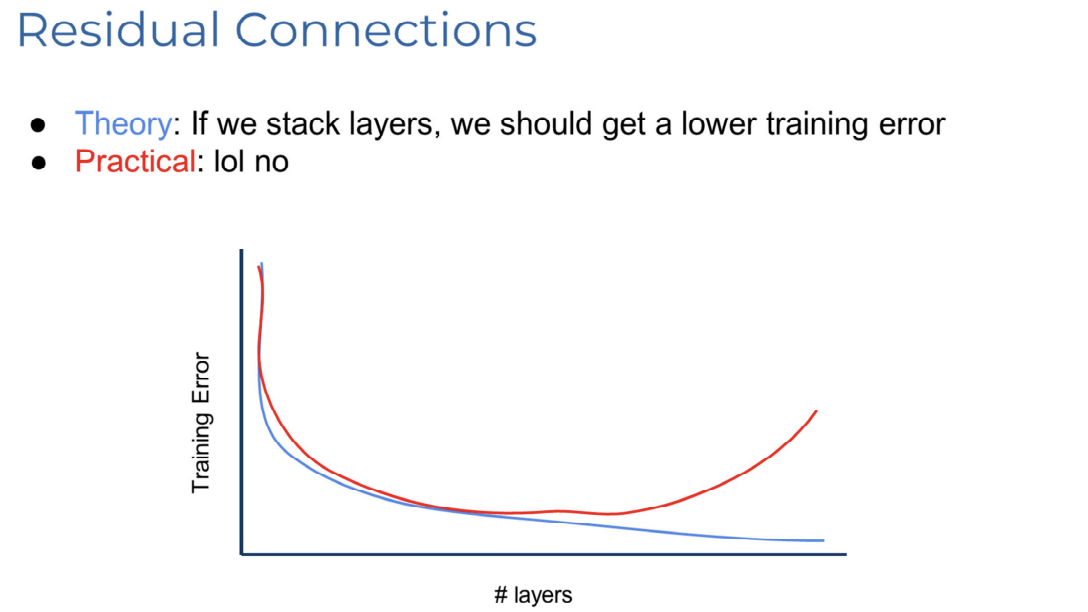 Residual Connections
● Theory: If we stack layers, we should get a lower training error
● Practical: lol no
Training Error
# layers